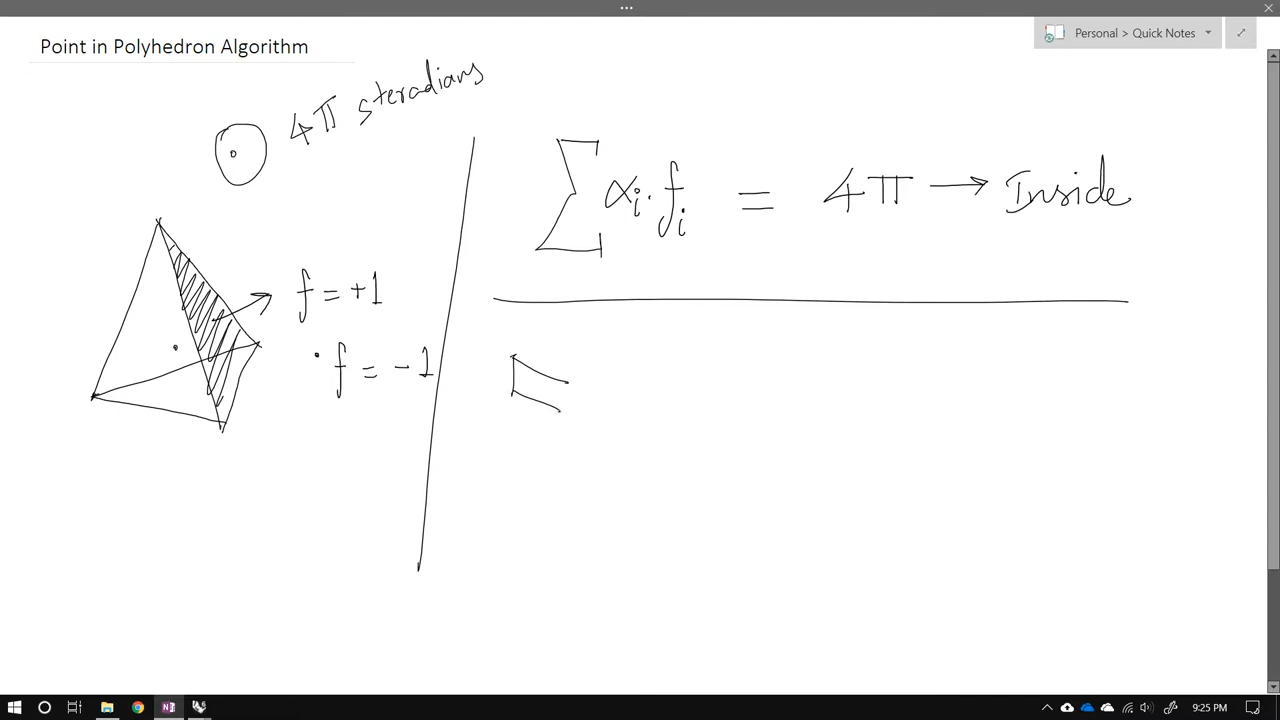 Personal > Quick Notes
Point in Polyhedron Algorithm
4π steradians
∑ αi · fi = 4π → Inside
f = +1
f = -1
9:25 PM